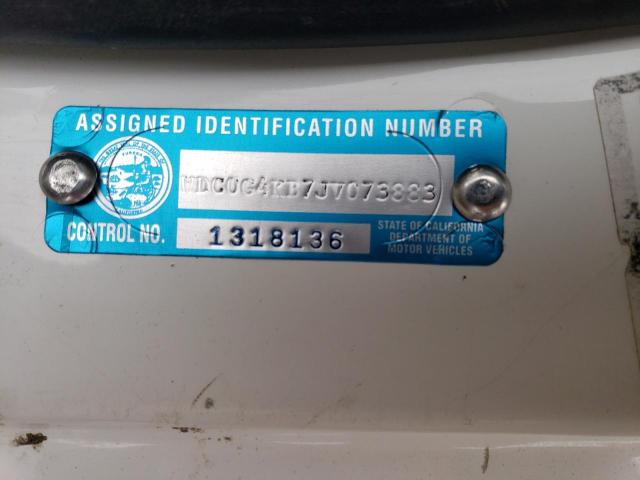 ASSIGNED IDENTIFICATION NUMBER
WDC0G4KB7JV073883
CONTROL NO. 1318136
STATE OF CALIFORNIA
DEPARTMENT OF
MOTOR VEHICLES